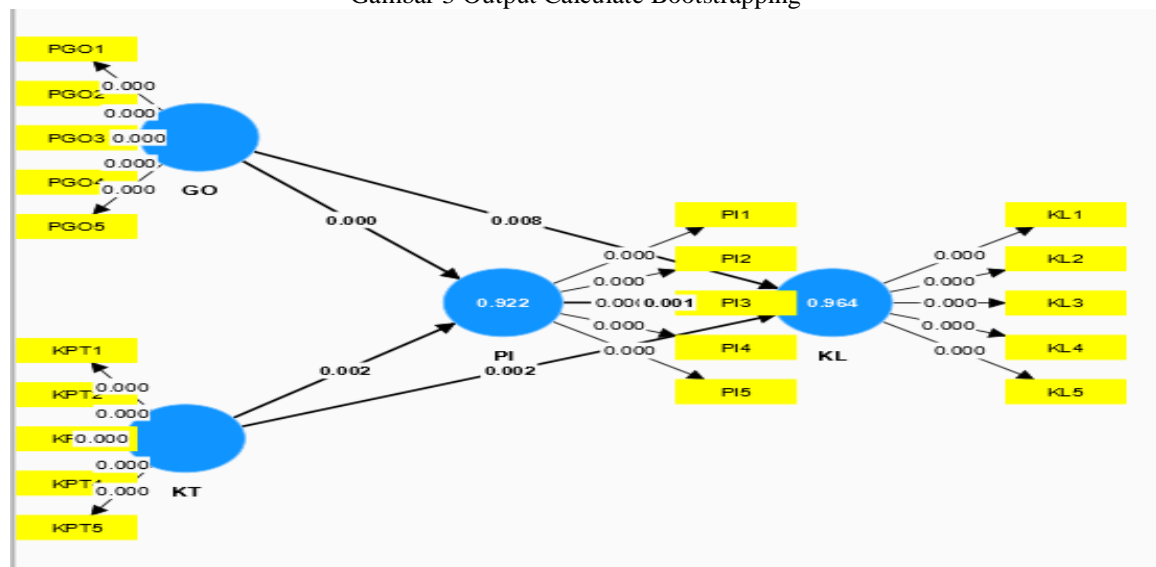 Gambar 3 Output Calculate Bootstrapping
PGO1
0.000
PGO2
0.000
PGO3 0.000
0.000
PGO4
0.000
PGO5
GO
0.000
0.008
KPT1
0.000
0.000
0.000
0.000
0.000
KPT5
KT
0.002
0.002
0.922
PI
0.000
0.000
0.001
0.000
0.000
PI1
PI2
PI3
PI4
PI5
0.964
KL
0.000
0.000
0.000
0.000
0.000
KL1
KL2
KL3
KL4
KL5